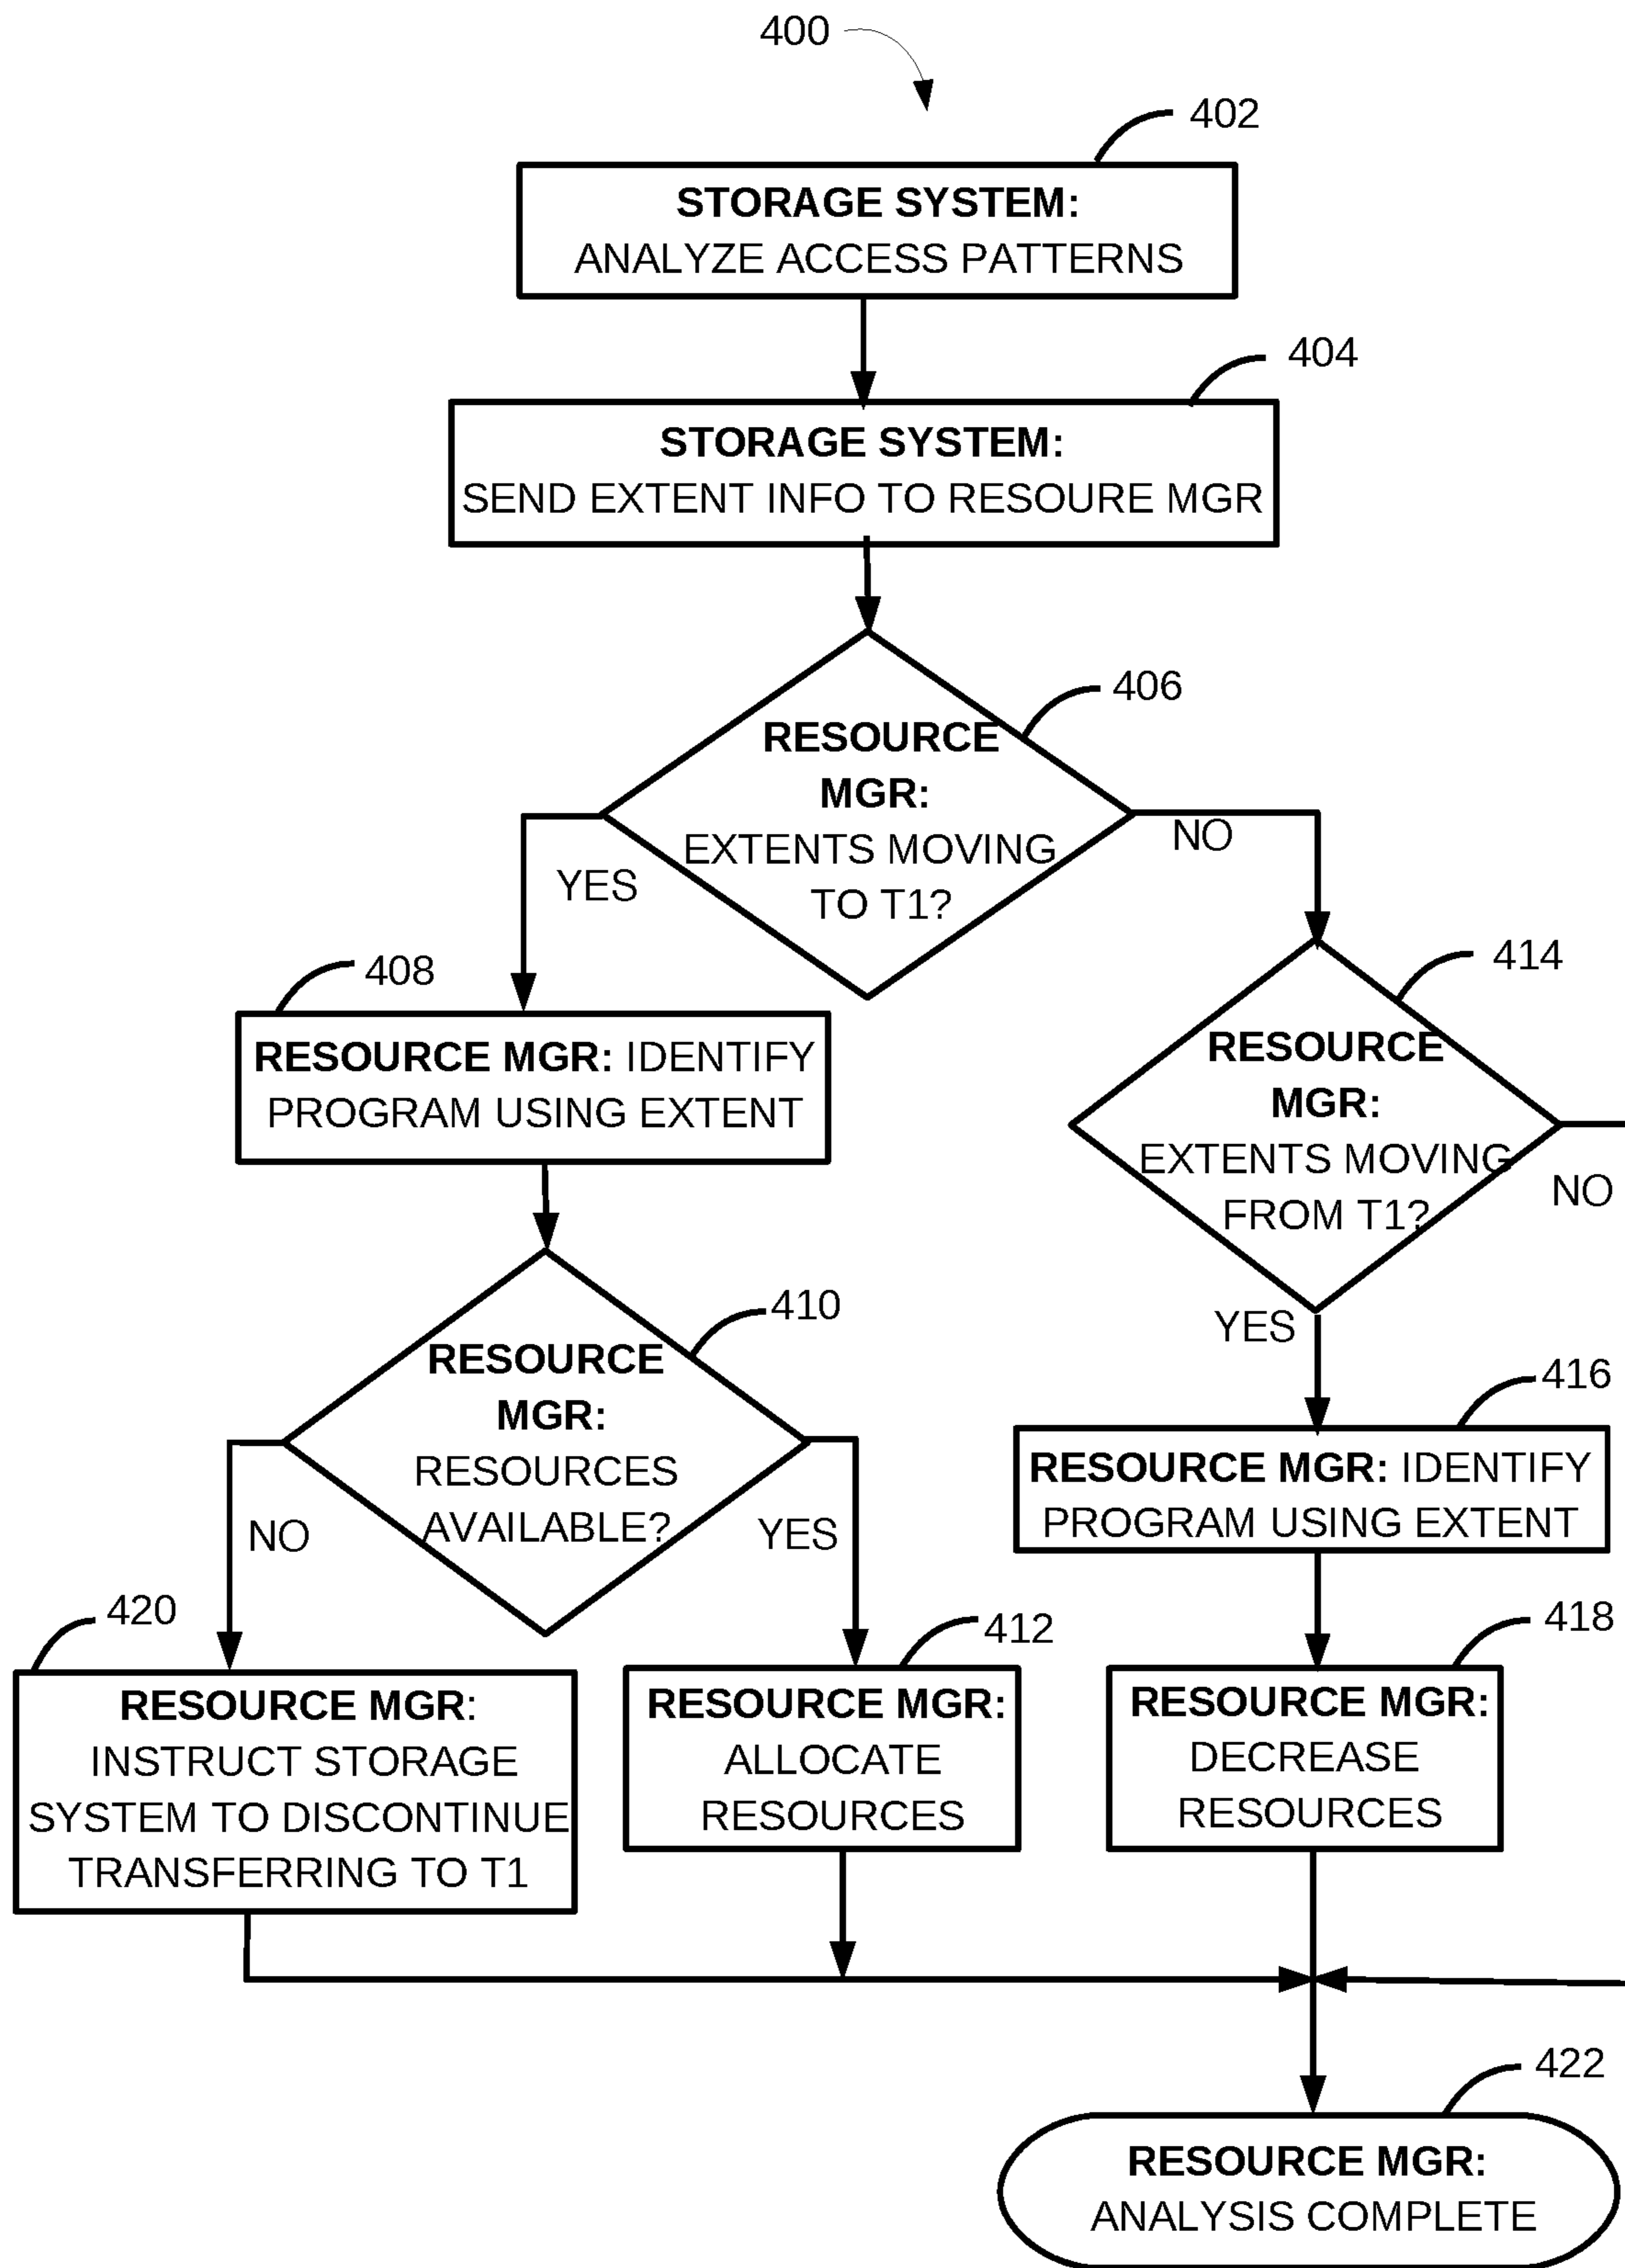 400
402
STORAGE SYSTEM:
ANALYZE ACCESS PATTERNS
404
STORAGE SYSTEM:
SEND EXTENT INFO TO RESOURE MGR
406
RESOURCE
MGR:
EXTENTS MOVING
TO T1?
YES
NO
408
RESOURCE MGR: IDENTIFY
PROGRAM USING EXTENT
414
RESOURCE
MGR:
EXTENTS MOVING
FROM T1?
NO
YES
410
RESOURCE
MGR:
RESOURCES
AVAILABLE?
NO
YES
416
RESOURCE MGR: IDENTIFY
PROGRAM USING EXTENT
420
RESOURCE MGR:
INSTRUCT STORAGE
SYSTEM TO DISCONTINUE
TRANSFERRING TO T1
412
RESOURCE MGR:
ALLOCATE
RESOURCES
418
RESOURCE MGR:
DECREASE
RESOURCES
422
RESOURCE MGR:
ANALYSIS COMPLETE